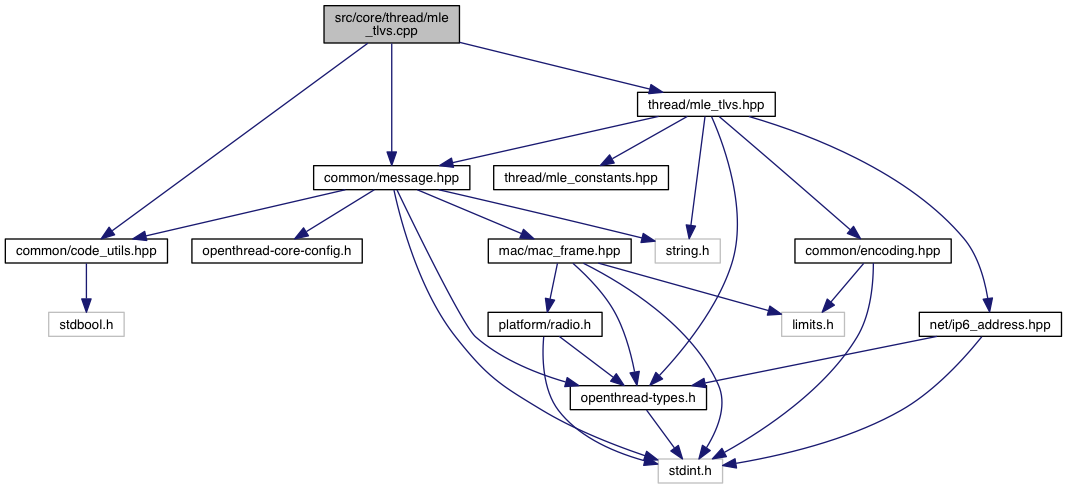 src/core/thread/mle
_tlvs.cpp
thread/mle_tlvs.hpp
common/message.hpp
thread/mle_constants.hpp
common/code_utils.hpp
openthread-core-config.h
mac/mac_frame.hpp
string.h
common/encoding.hpp
stdbool.h
platform/radio.h
limits.h
net/ip6_address.hpp
openthread-types.h
stdint.h